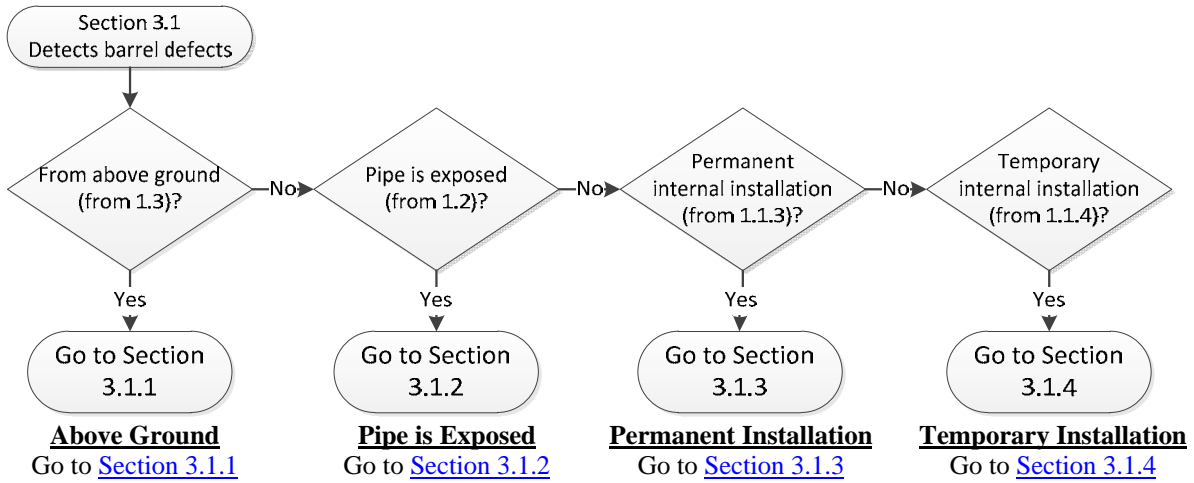 Section 3.1
Detects barrel defects
From above ground
(from 1.3)?
No
Pipe is exposed
(from 1.2)?
No
Permanent
internal installation
(from 1.1.3)?
No
Temporary
internal installation
(from 1.1.4)?
Yes
Yes
Yes
Yes
Go to Section
3.1.1
Go to Section
3.1.2
Go to Section
3.1.3
Go to Section
3.1.4
Above Ground
Go to Section 3.1.1
Pipe is Exposed
Go to Section 3.1.2
Permanent Installation
Go to Section 3.1.3
Temporary Installation
Go to Section 3.1.4